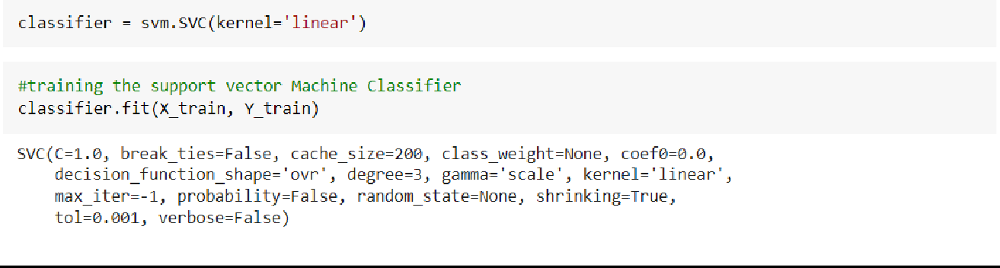 classifier = svm.SVC(kernel='linear')
#training the support vector Machine Classifier
classifier.fit(X_train, Y_train)
SVC(C=1.0, break_ties=False, cache_size=200, class_weight=None, coef0=0.0,
    decision_function_shape='ovr', degree=3, gamma='scale', kernel='linear',
    max_iter=-1, probability=False, random_state=None, shrinking=True,
    tol=0.001, verbose=False)